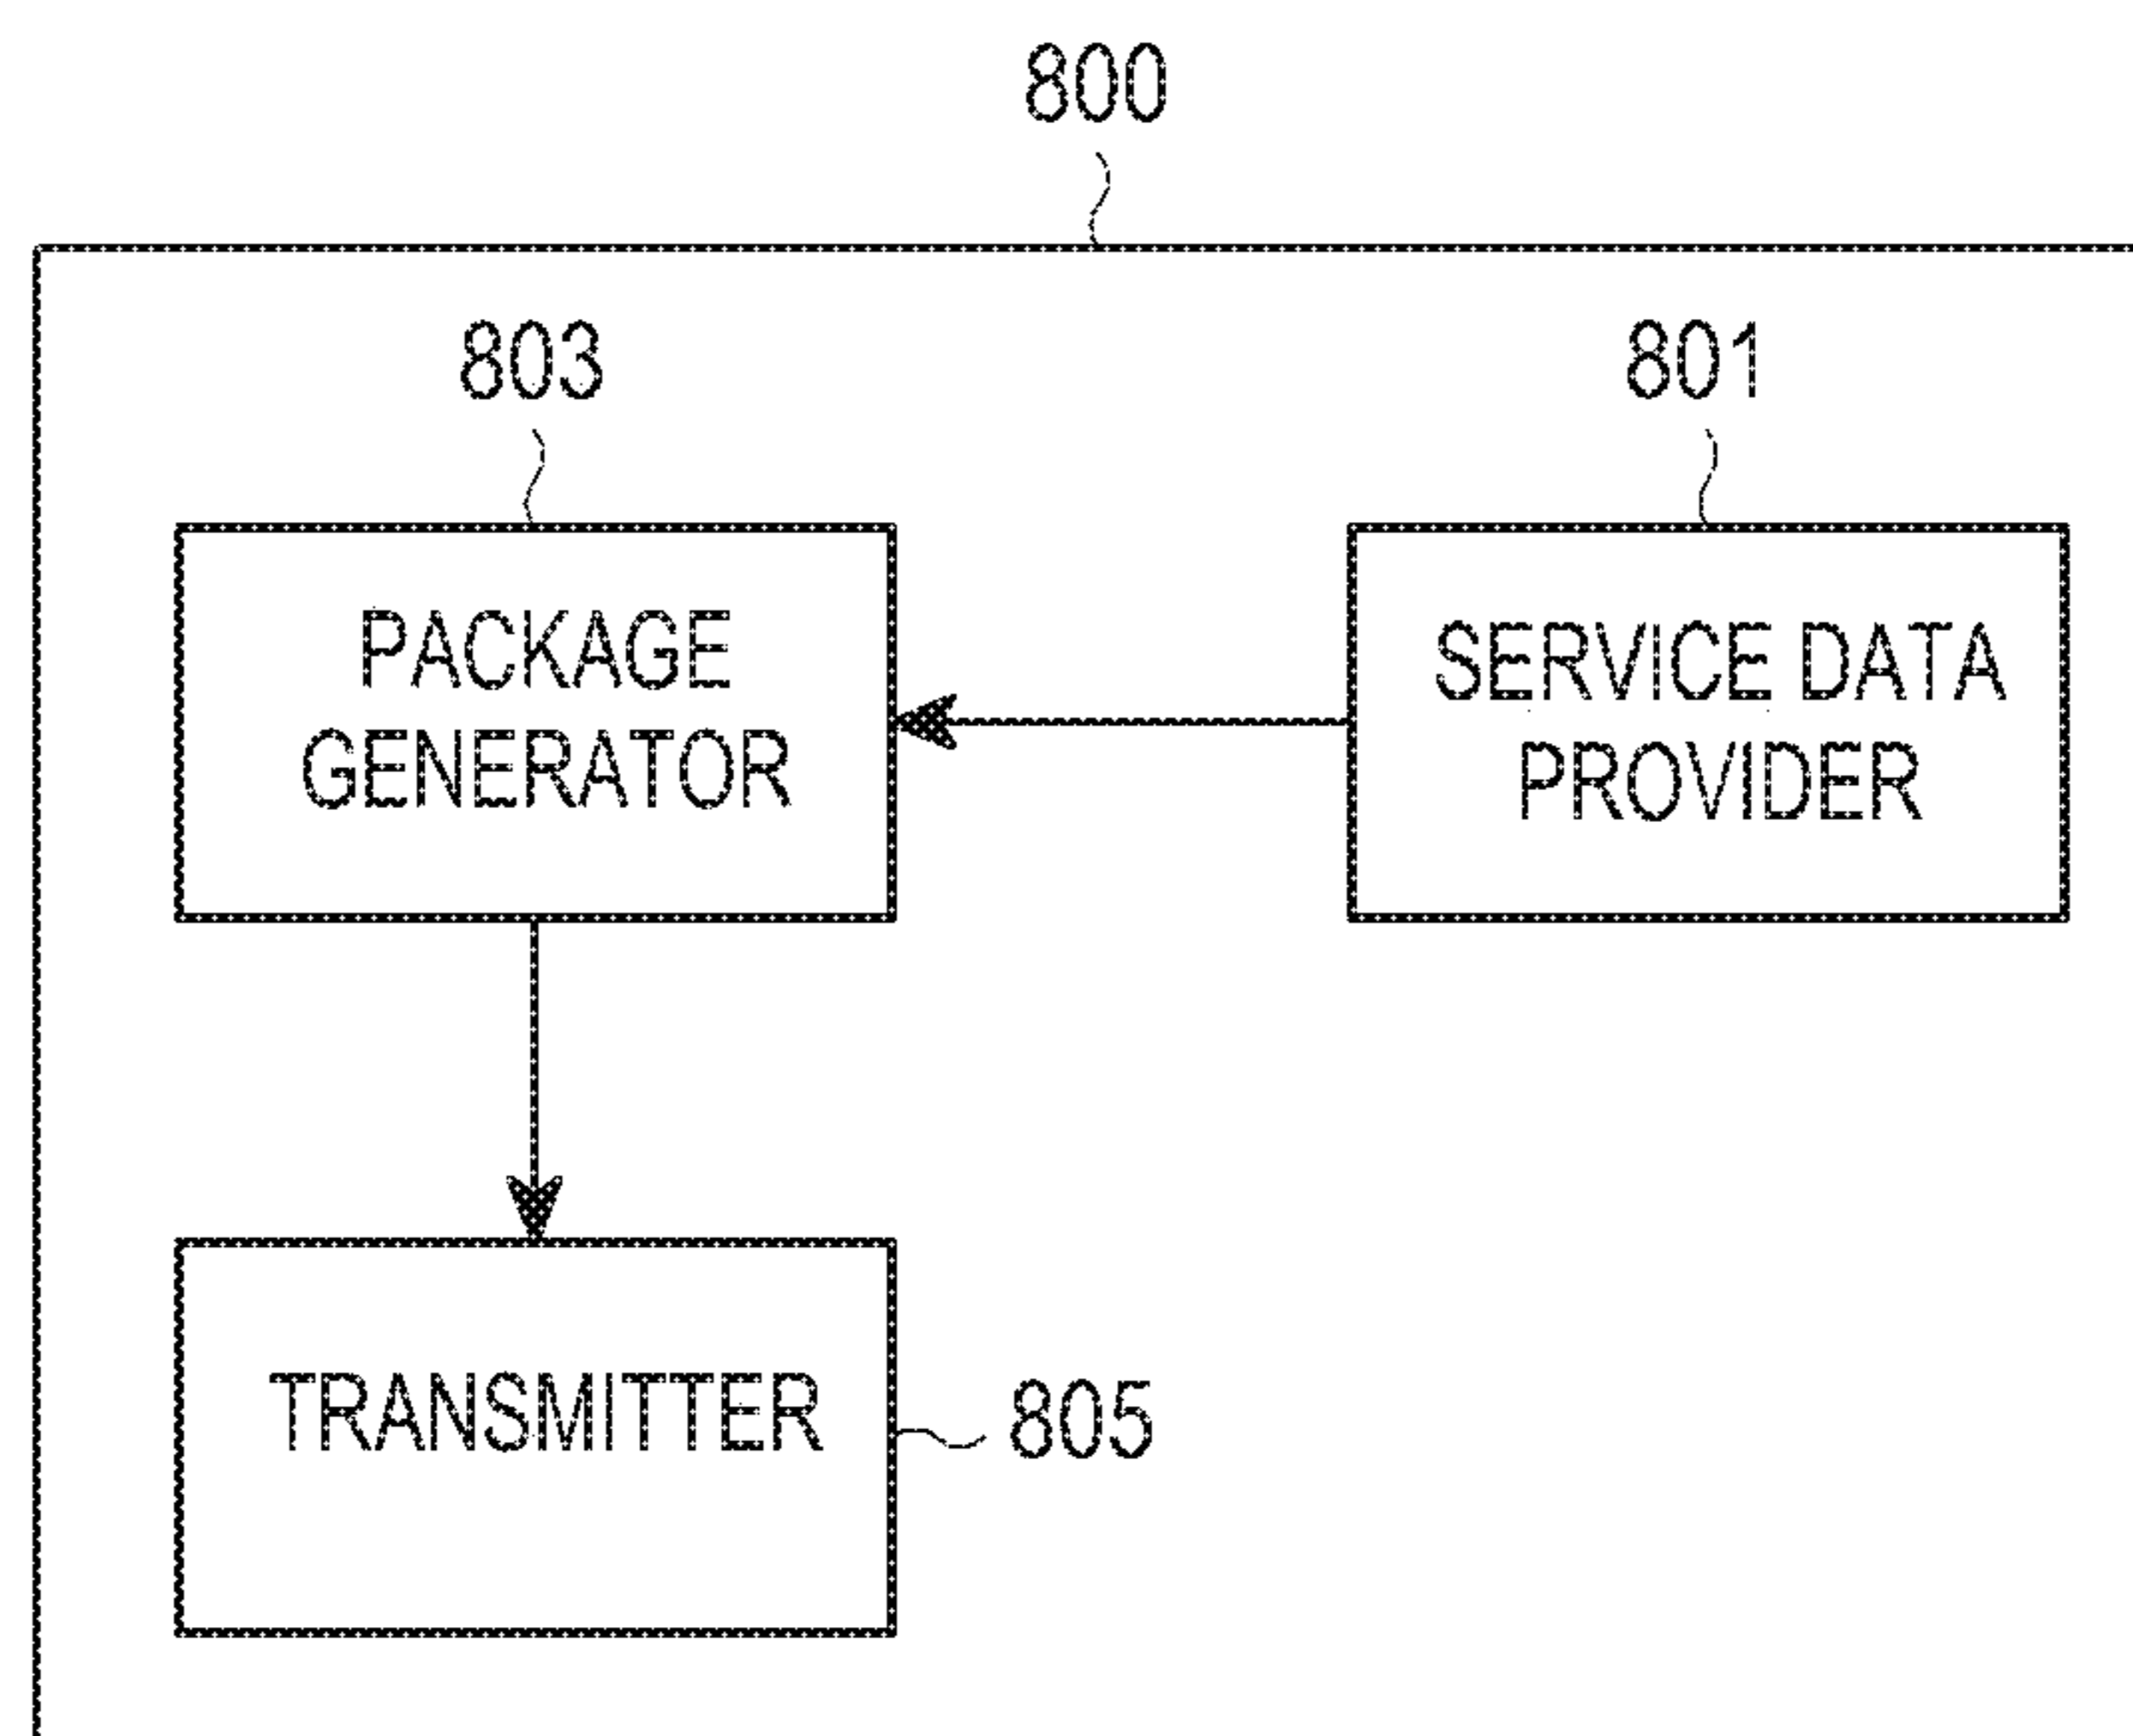 800
803
801
PACKAGE
GENERATOR
SERVICE DATA
PROVIDER
TRANSMITTER
805